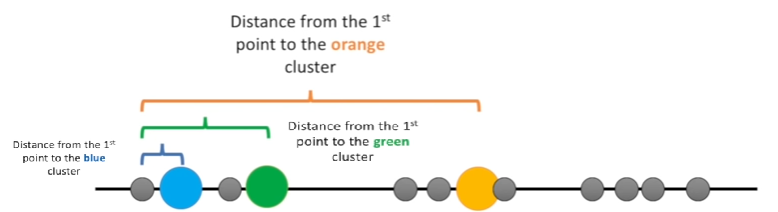 Distance from the 1st
point to the orange
cluster
Distance from the 1st
point to the green
cluster
Distance from the 1st
point to the blue
cluster